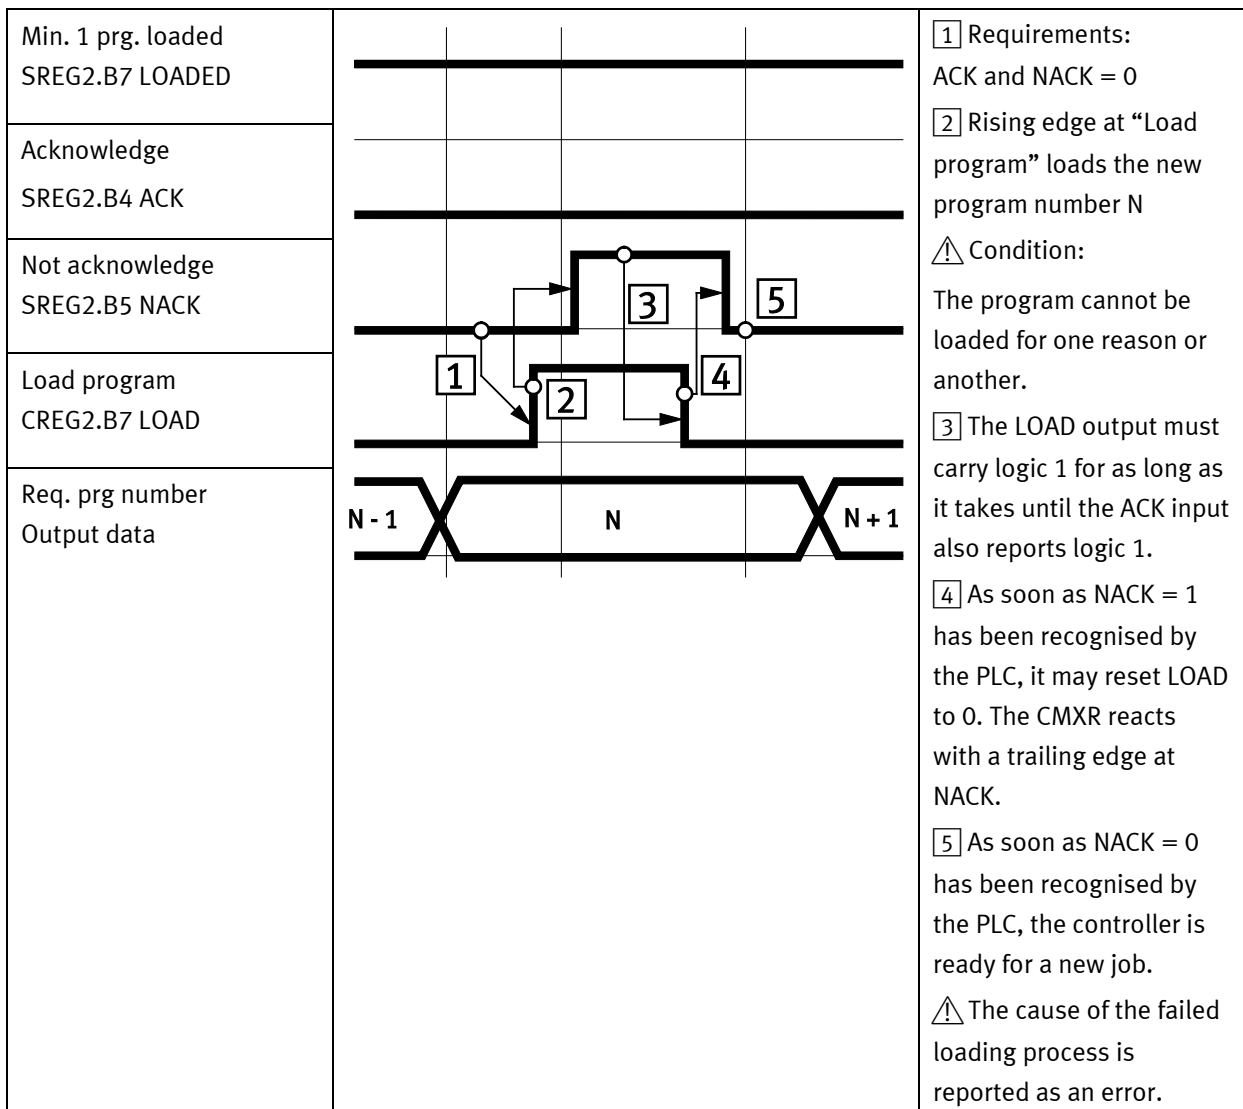 Min. 1 prg. loaded
SREG2.B7 LOADED
Acknowledge
SREG2.B4 ACK
Not acknowledge
SREG2.B5 NACK
Load program
CREG2.B7 LOAD
Req. prg number
Output data
1
2
3
4
5
N - 1
N
N + 1
1 Requirements:
ACK and NACK = 0
2 Rising edge at “Load
program” loads the new
program number N
Condition:
The program cannot be
loaded for one reason or
another.
3 The LOAD output must
carry logic 1 for as long as
it takes until the ACK input
also reports logic 1.
4 As soon as NACK = 1
has been recognised by
the PLC, it may reset LOAD
to 0. The CMXR reacts
with a trailing edge at
NACK.
5 As soon as NACK = 0
has been recognised by
the PLC, the controller is
ready for a new job.
The cause of the failed
loading process is
reported as an error.